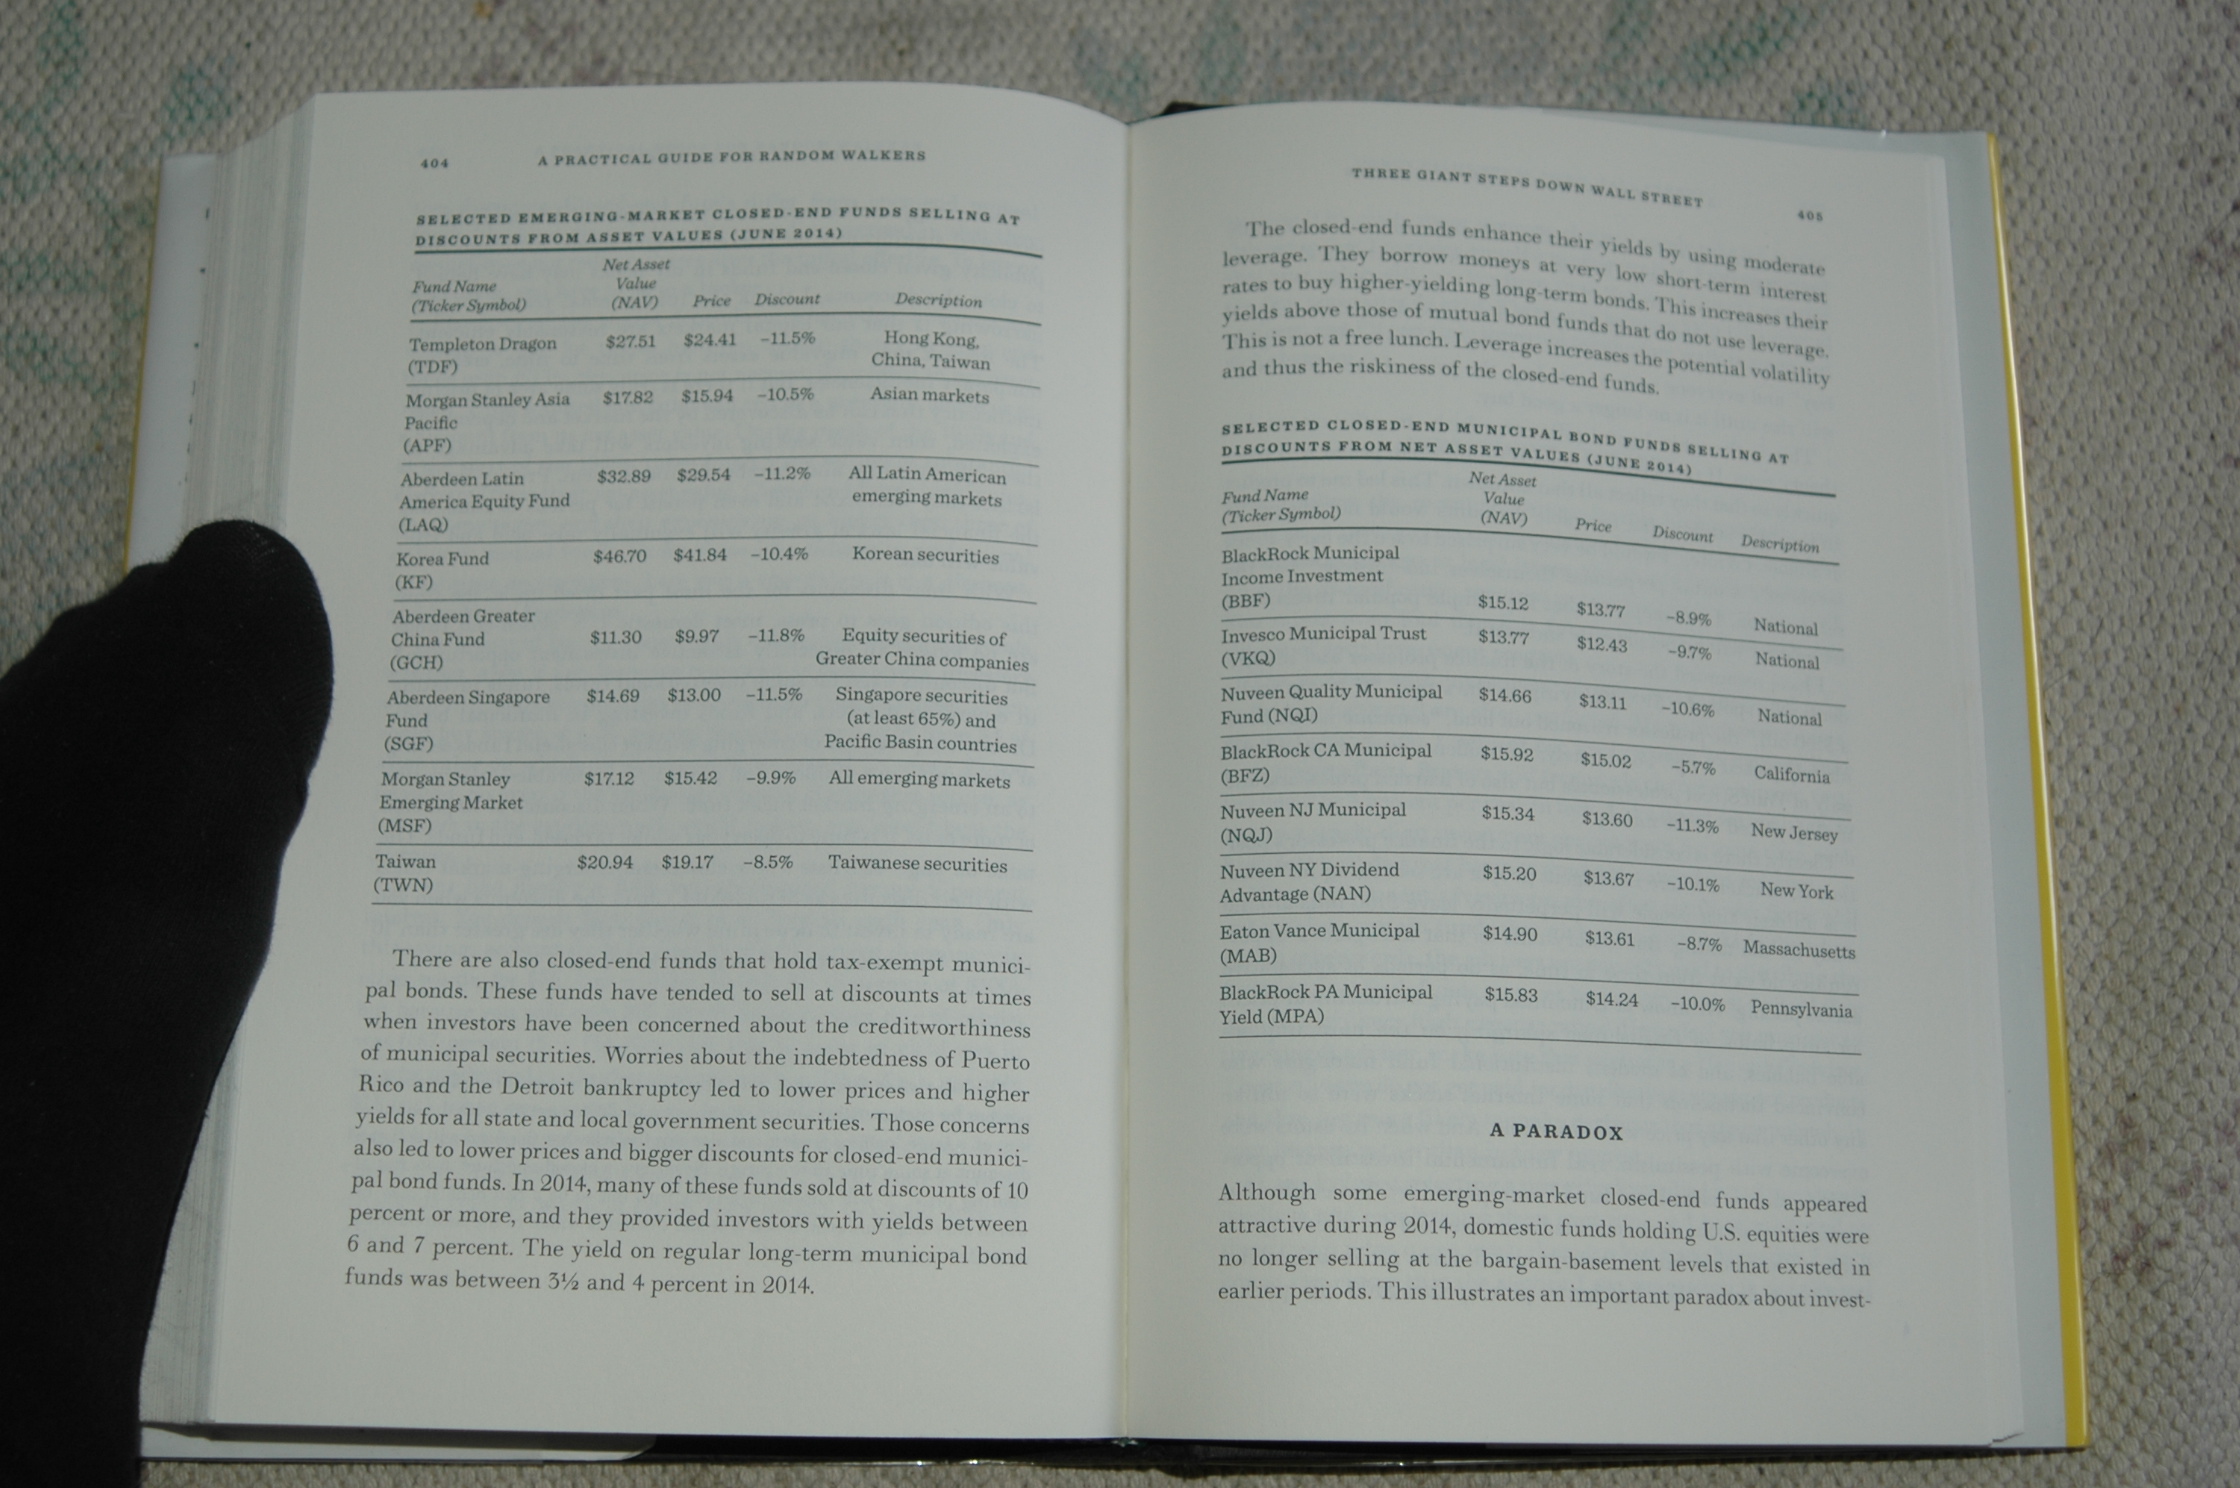 404 A PRACTICAL GUIDE FOR RANDOM WALKERS
SELECTED EMERGING-MARKET CLOSED-END FUNDS SELLING AT
DISCOUNTS FROM ASSET VALUES (JUNE 2014)
Net Asset
Fund Name Value
(Ticker Symbol) (NAV) Price Discount Description
Templeton Dragon $27.51 $24.41 –11.5% Hong Kong,
(TDF) China, Taiwan
Morgan Stanley Asia $17.82 $15.94 –10.5% Asian markets
Pacific
(APF)
Aberdeen Latin $32.89 $29.54 –11.2% All Latin American
America Equity Fund emerging markets
(LAQ)
Korea Fund $46.70 $41.84 –10.4% Korean securities
(KF)
Aberdeen Greater
China Fund $11.30 $9.97 –11.8% Equity securities of
(GCH) Greater China companies
Aberdeen Singapore $14.69 $13.00 –11.5% Singapore securities
Fund (at least 65%) and
(SGF) Pacific Basin countries
Morgan Stanley $17.12 $15.42 –9.9% All emerging markets
Emerging Market
(MSF)
Taiwan $20.94 $19.17 –8.5% Taiwanese securities
(TWN)
There are also closed-end funds that hold tax-exempt munici-
pal bonds. These funds have tended to sell at discounts at times
when investors have been concerned about the creditworthiness
of municipal securities. Worries about the indebtedness of Puerto
Rico and the Detroit bankruptcy led to lower prices and higher
yields for all state and local government securities. Those concerns
also led to lower prices and bigger discounts for closed-end munici-
pal bond funds. In 2014, many of these funds sold at discounts of 10
percent or more, and they provided investors with yields between
6 and 7 percent. The yield on regular long-term municipal bond
funds was between 3½ and 4 percent in 2014.
THREE GIANT STEPS DOWN WALL STREET 405
The closed-end funds enhance their yields by using moderate
leverage. They borrow moneys at very low short-term interest
rates to buy higher-yielding long-term bonds. This increases their
yields above those of mutual bond funds that do not use leverage.
This is not a free lunch. Leverage increases the potential volatility
and thus the riskiness of the closed-end funds.
SELECTED CLOSED-END MUNICIPAL BOND FUNDS SELLING AT
DISCOUNTS FROM NET ASSET VALUES (JUNE 2014)
Net Asset
Fund Name Value
(Ticker Symbol) (NAV) Price Discount Description
BlackRock Municipal
Income Investment
(BBF) $15.12 $13.77 –8.9% National
Invesco Municipal Trust $13.77 $12.43 –9.7% National
(VKQ)
Nuveen Quality Municipal $14.66 $13.11 –10.6% National
Fund (NQI)
BlackRock CA Municipal $15.92 $15.02 –5.7% California
(BFZ)
Nuveen NJ Municipal $15.34 $13.60 –11.3% New Jersey
(NQJ)
Nuveen NY Dividend $15.20 $13.67 –10.1% New York
Advantage (NAN)
Eaton Vance Municipal $14.90 $13.61 –8.7% Massachusetts
(MAB)
BlackRock PA Municipal $15.83 $14.24 –10.0% Pennsylvania
Yield (MPA)
A PARADOX
Although some emerging-market closed-end funds appeared
attractive during 2014, domestic funds holding U.S. equities were
no longer selling at the bargain-basement levels that existed in
earlier periods. This illustrates an important paradox about invest-